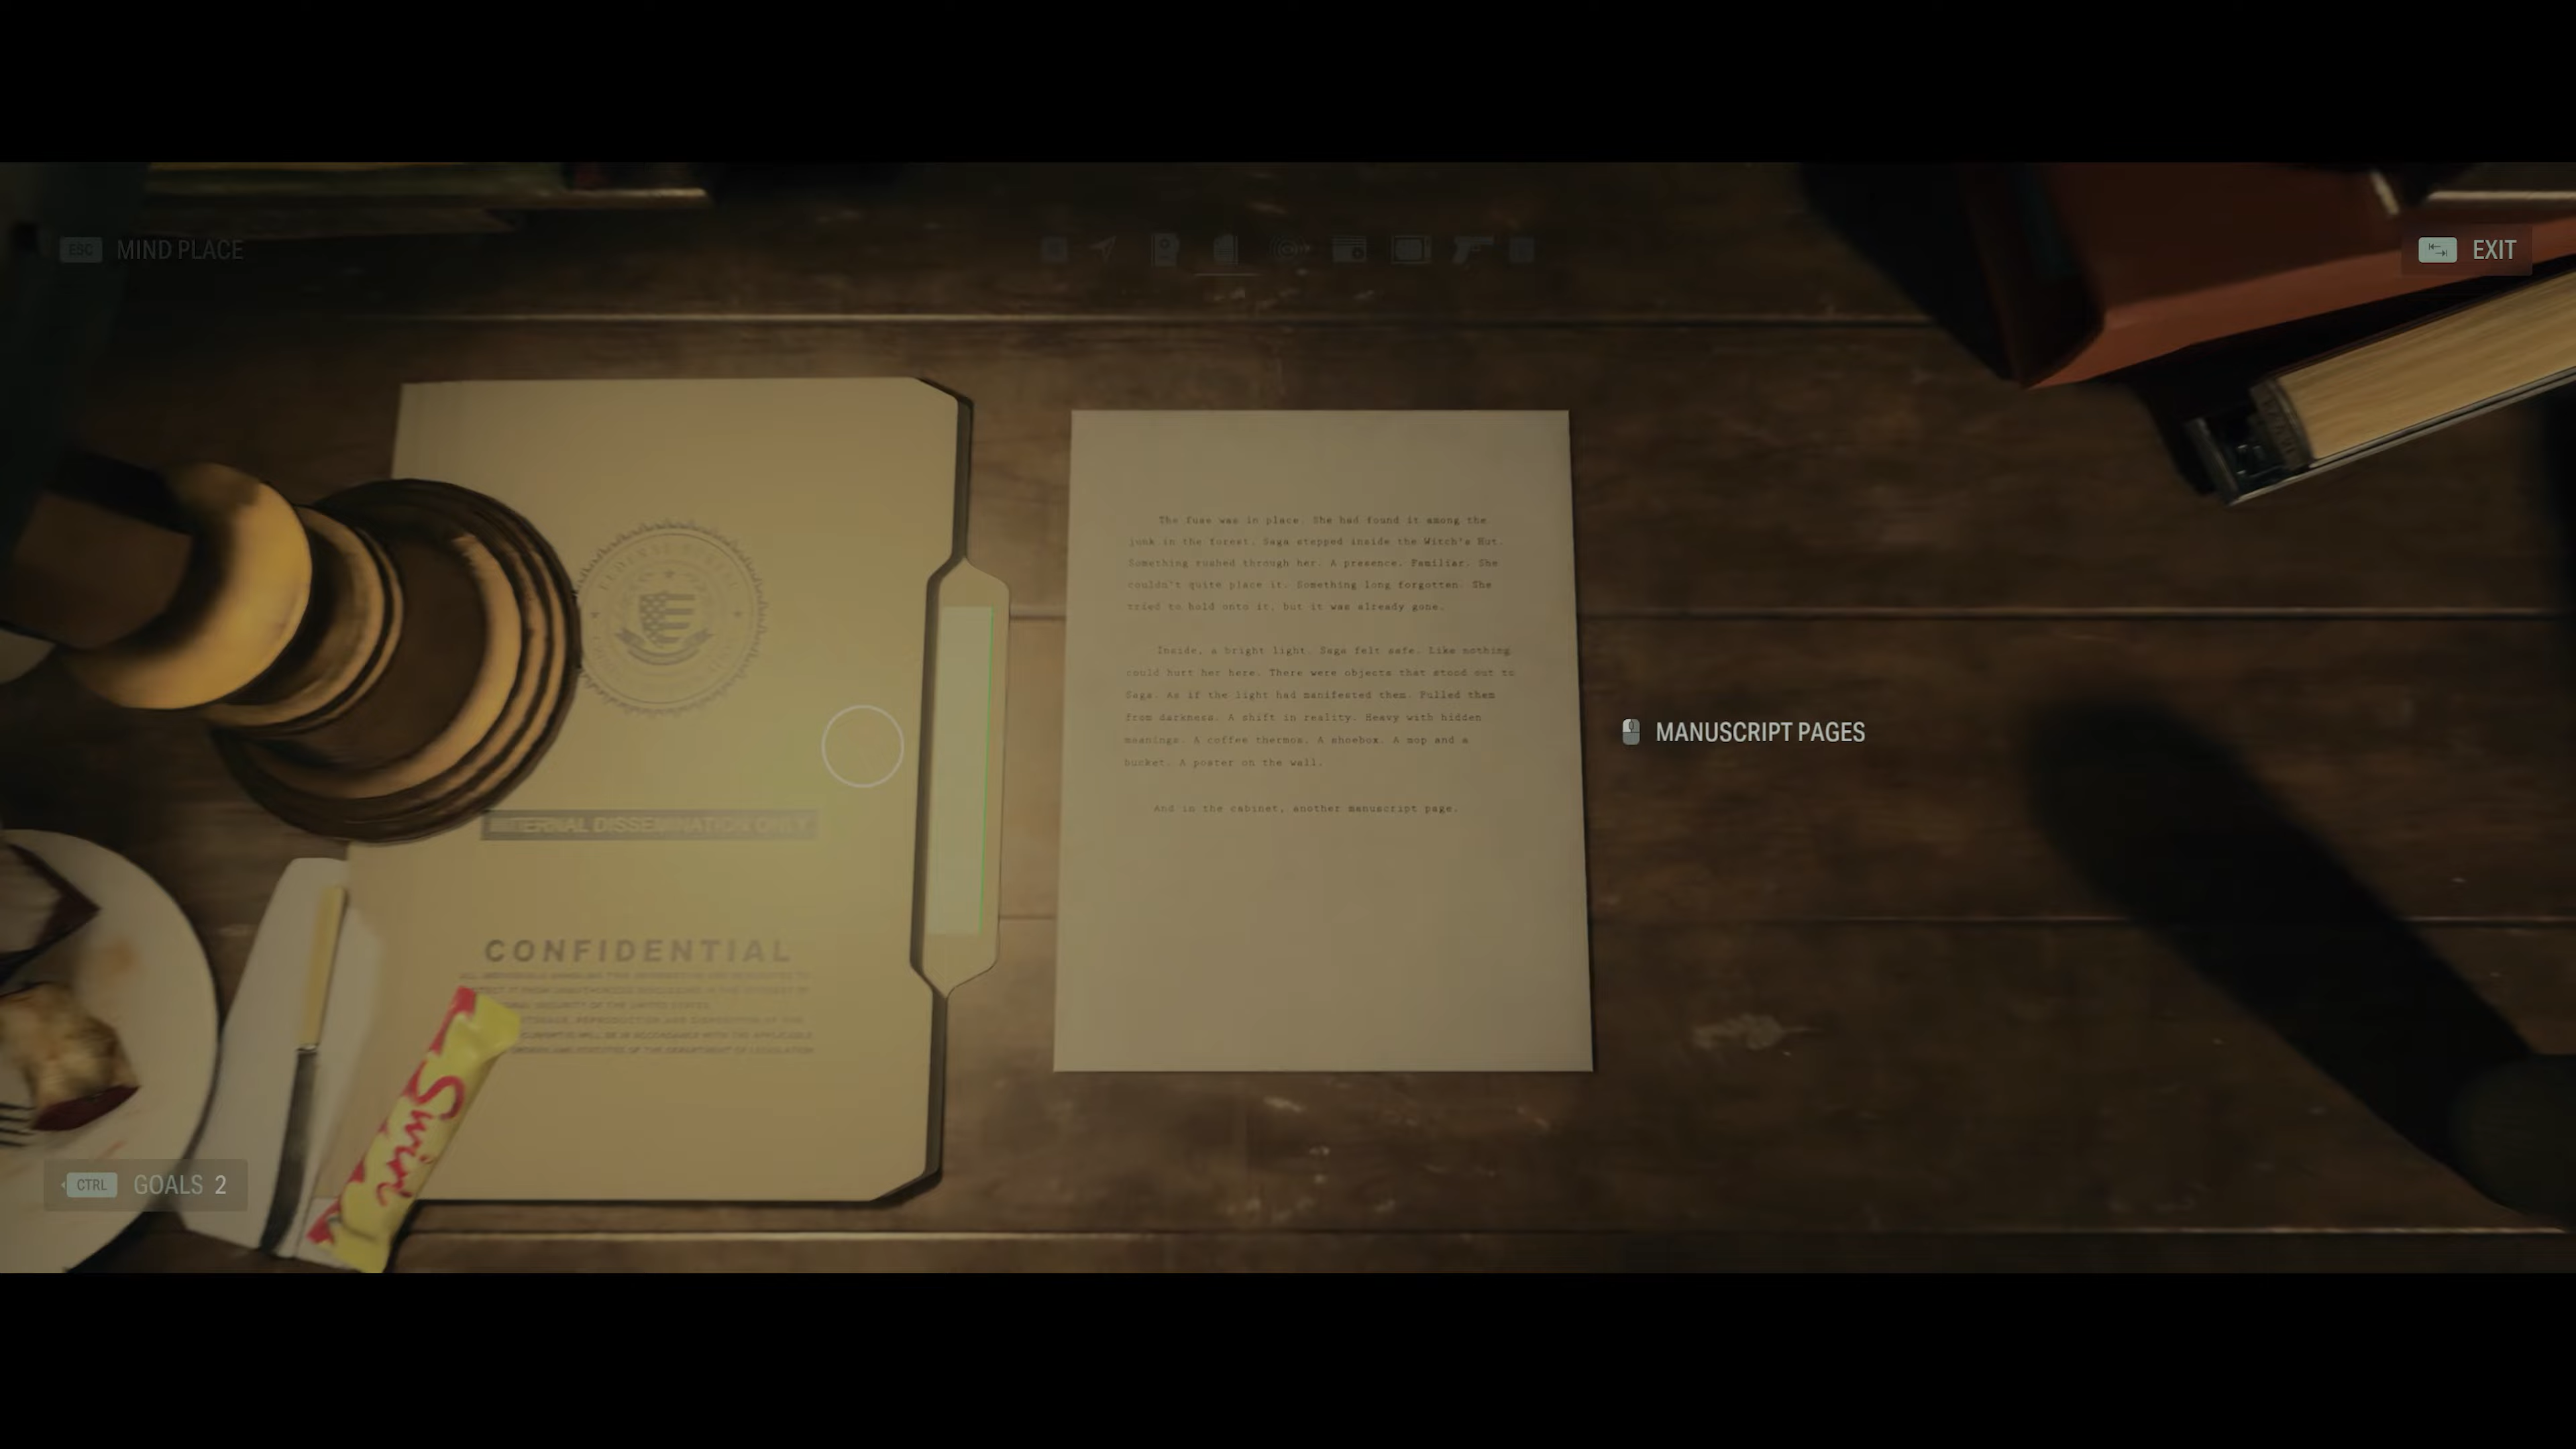 ESC MIND PLACE
EXIT
FEDERAL BUREAU
INTERNAL DISSEMINATION ONLY
CONFIDENTIAL
Swirl
The fuse was in place. She had found it among the
junk in the forest. Saga stepped inside the Witch's Hut.
Something rushed through her. A presence. Familiar. She
couldn't quite place it. Something long forgotten. She
tried to hold onto it, but it was already gone.
Inside, a bright light. Saga felt safe. Like nothing
could hurt her here. There were objects that stood out to
Saga. As if the light had manifested them. Pulled them
from darkness. A shift in reality. Heavy with hidden
meanings. A coffee thermos. A shoebox. A mop and a
bucket. A poster on the wall.
And in the cabinet, another manuscript page.
MANUSCRIPT PAGES
CTRL GOALS 2